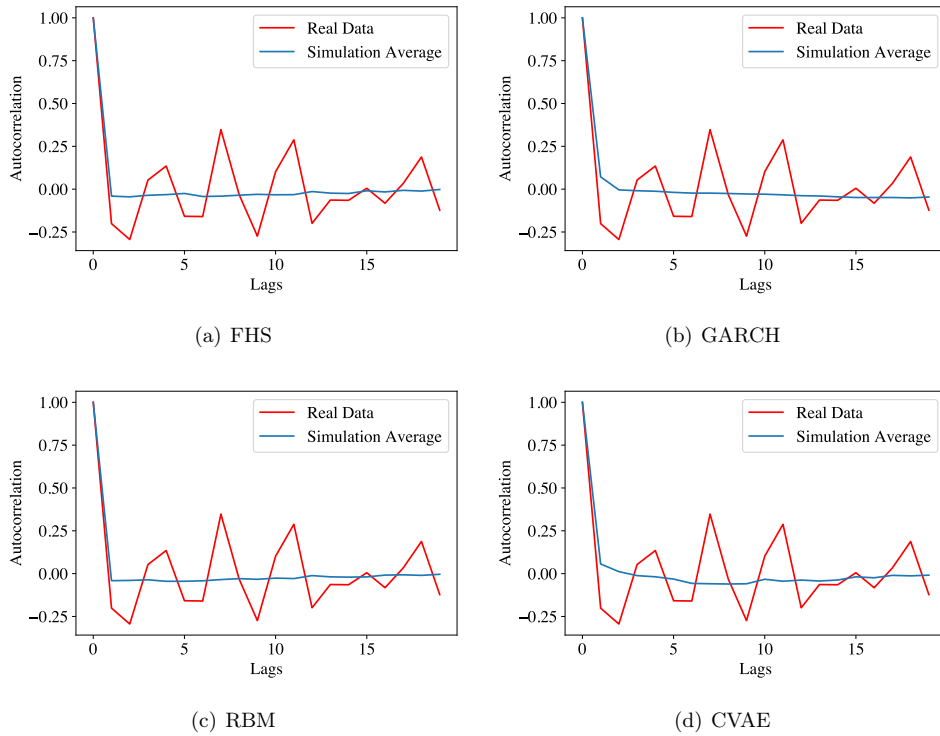 1.00
0.75
0.50
0.25
0.00
−0.25
Autocorrelation
Real Data
Simulation Average
0
5
10
15
Lags
(a) FHS
1.00
0.75
0.50
0.25
0.00
−0.25
Autocorrelation
Real Data
Simulation Average
0
5
10
15
Lags
(b) GARCH
1.00
0.75
0.50
0.25
0.00
−0.25
Autocorrelation
Real Data
Simulation Average
0
5
10
15
Lags
(c) RBM
1.00
0.75
0.50
0.25
0.00
−0.25
Autocorrelation
Real Data
Simulation Average
0
5
10
15
Lags
(d) CVAE